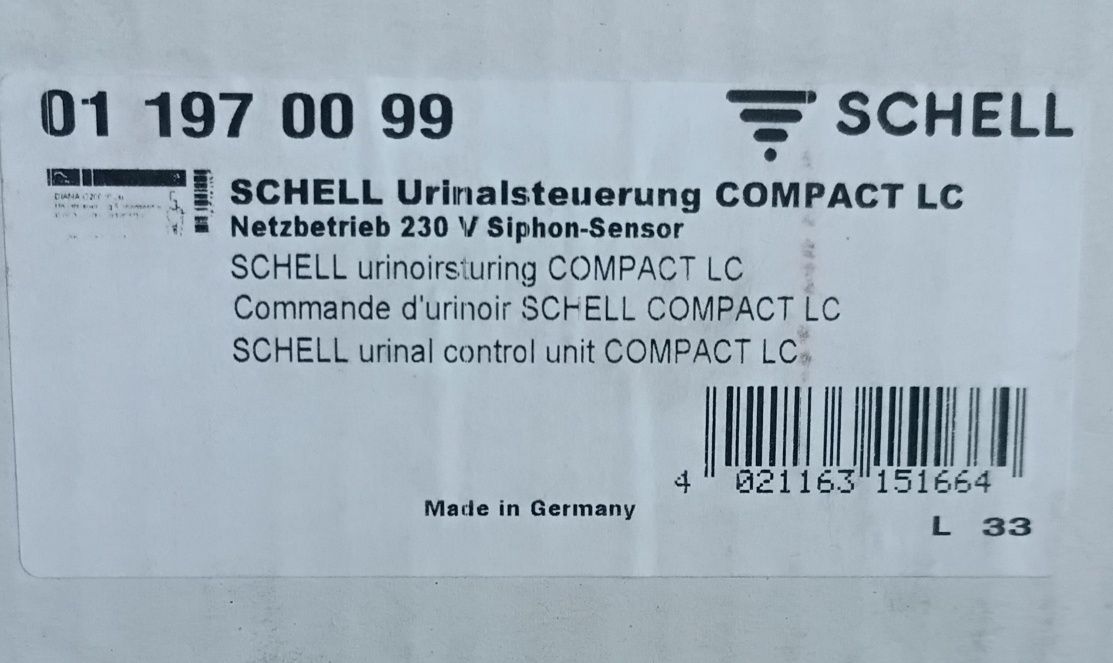 01 197 00 99
SCHELL
SCHELL Urinalsteuerung COMPACT LC
Netzbetrieb 230 V Siphon-Sensor
SCHELL urinoirsturing COMPACT LC
Commande d'urinoir SCHELL COMPACT LC
SCHELL urinal control unit COMPACT LC
4 021163 151664
Made in Germany
L 33